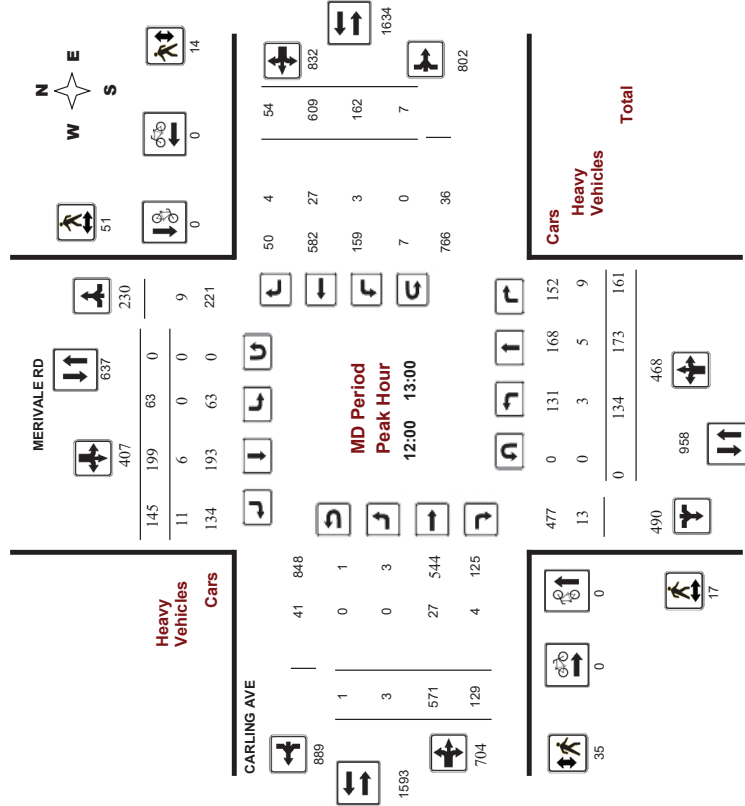 N
W E
S
51
14
0
0
MERIVALE RD
407
637
230
145 199 63 0
11 6 0 0 9
134 193 63 0 221
Heavy
Vehicles
Cars
832
1634
802
50 4 54
582 27 609
159 3 162
7 0 7
766 36
MD Period
Peak Hour
12:00 13:00
CARLING AVE
889
1593
704
41 848
1 0 1
3 0 3
571 27 544
129 4 125
477 0 131 168 152 Cars
13 0 3 5 9 Heavy
Vehicles
0 134 173 161 Total
490
958
468
0
0
35
17